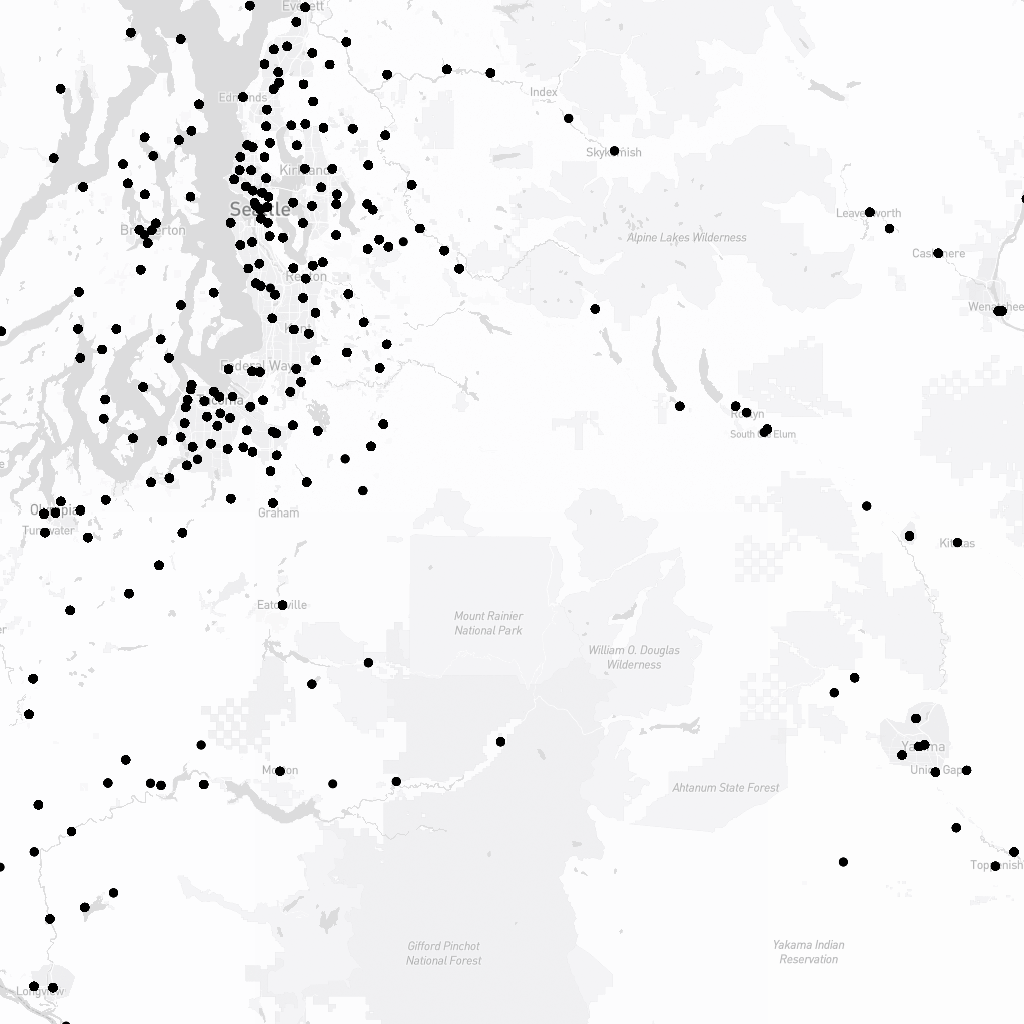 Everett
Edmonds
Index
Skykomish
Kirkland
Seattle
Leavenworth
Bremerton
Alpine Lakes Wilderness
Cashmere
Renton
Wenatchee
Kent
Federal Way
Tacoma
Roslyn
South Cle Elum
Olympia
Graham
Tumwater
Kittitas
Eatonville
Mount Rainier
National Park
William O. Douglas
Wilderness
Yakima
Morton
Union Gap
Ahtanum State Forest
Toppenish
Gifford Pinchot
National Forest
Yakama Indian
Reservation
Longview